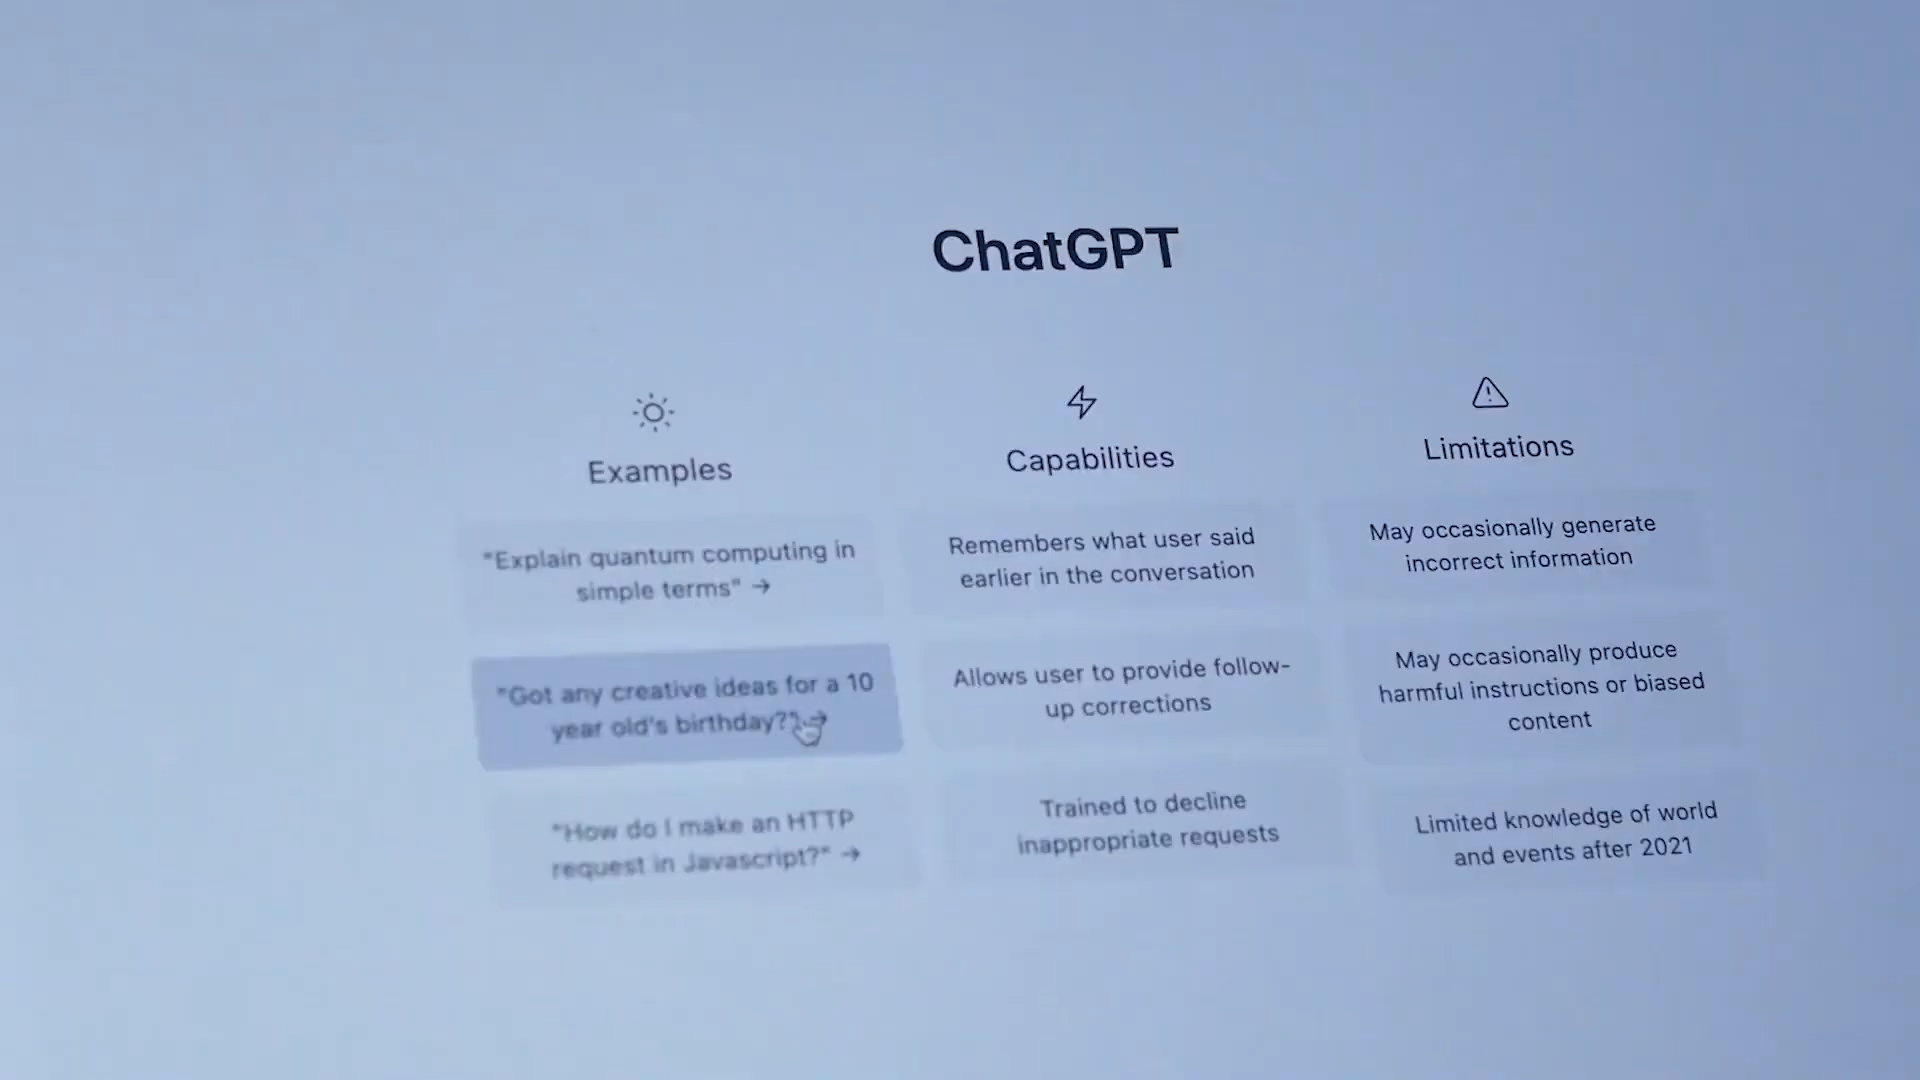 ChatGPT
Examples
"Explain quantum computing in
simple terms" →
"Got any creative ideas for a 10
year old's birthday?" →
"How do I make an HTTP
request in Javascript?" →
Capabilities
Remembers what user said
earlier in the conversation
Allows user to provide follow-
up corrections
Trained to decline
inappropriate requests
Limitations
May occasionally generate
incorrect information
May occasionally produce
harmful instructions or biased
content
Limited knowledge of world
and events after 2021